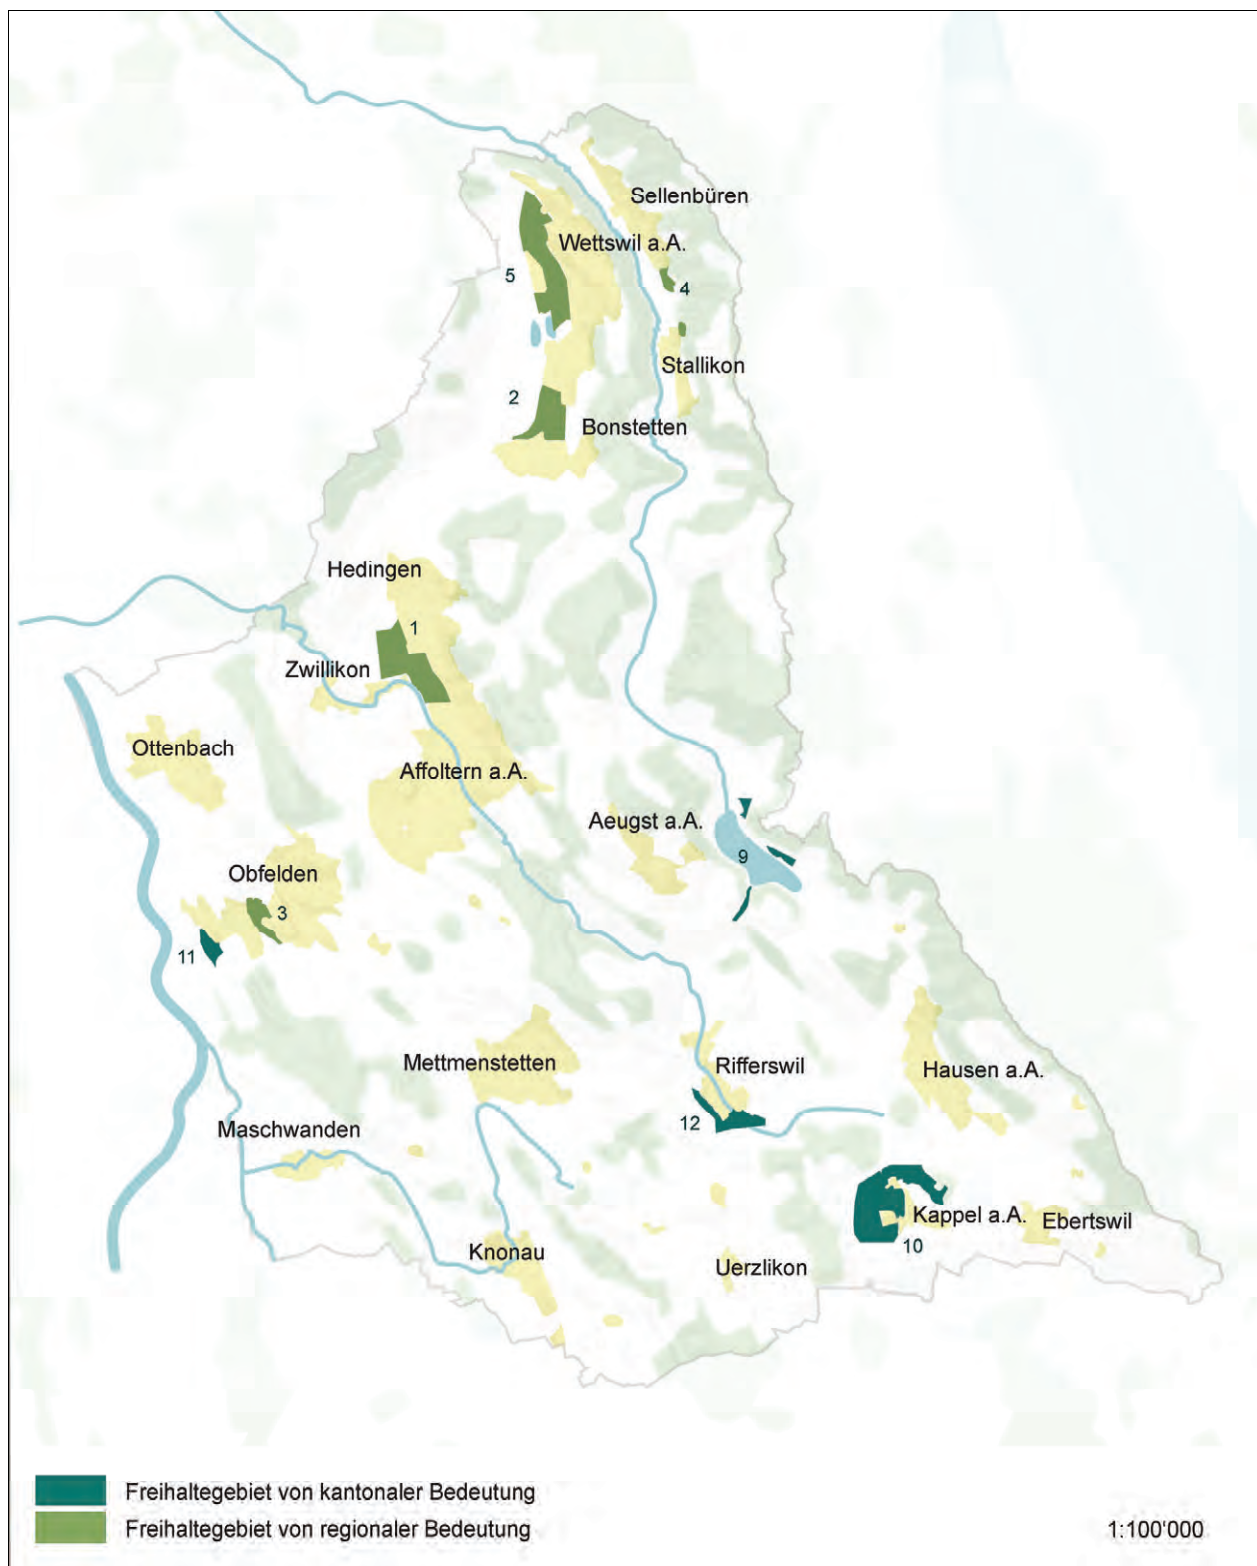 Sellenbüren
Wettswil a.A.
5
4
Stallikon
2
Bonstetten
Hedingen
1
Zwillikon
Ottenbach
Affoltern a.A.
Aeugst a.A.
9
Obfelden
3
11
Mettmenstetten
Rifferswil
Hausen a.A.
12
Maschwanden
Kappel a.A.
Ebertswil
10
Knonau
Uerzlikon
Freihaltegebiet von kantonaler Bedeutung
Freihaltegebiet von regionaler Bedeutung
1:100'000